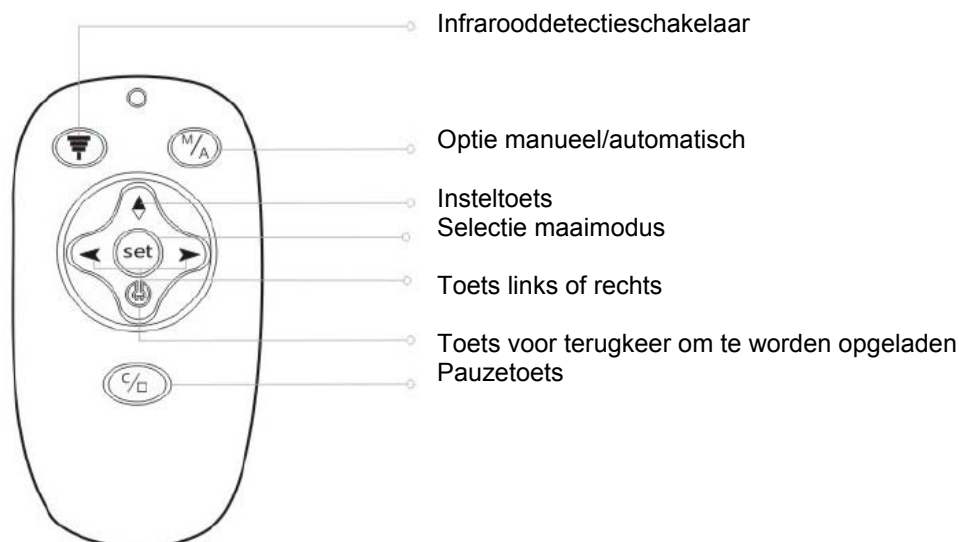 Infrarooddetectieschakelaar
M/A
Optie manueel/automatisch
Insteltoets
Selectie maaimodus
set
Toets links of rechts
Toets voor terugkeer om te worden opgeladen
Pauzetoets
C/□